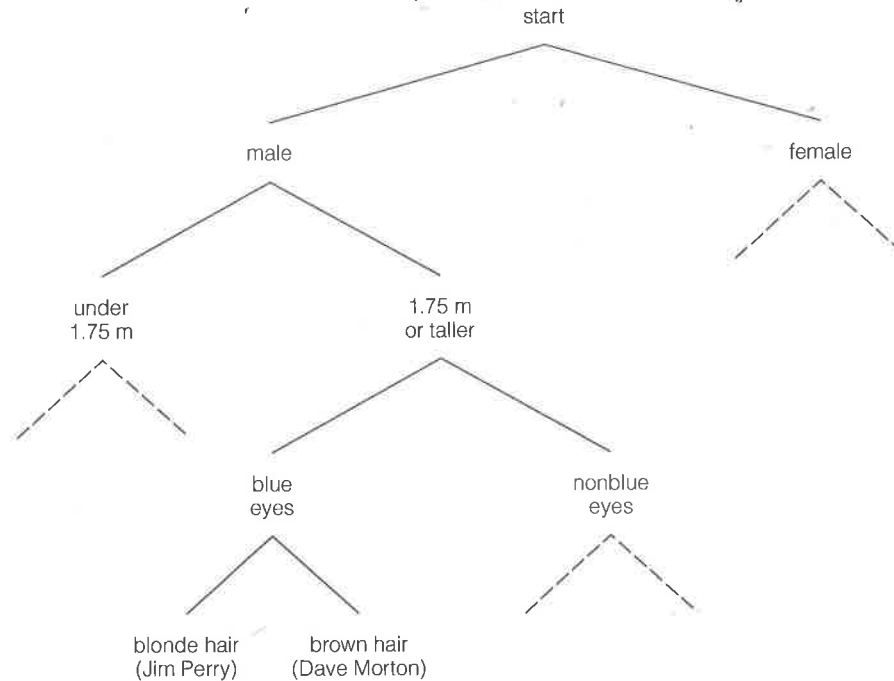 start
male
female
under
1.75 m
1.75 m
or taller
blue
eyes
nonblue
eyes
blonde hair
(Jim Perry)
brown hair
(Dave Morton)